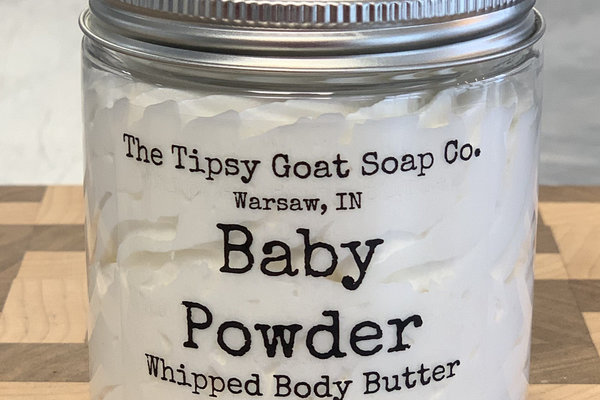 The Tipsy Goat Soap Co.
Warsaw, IN
Baby
Powder
Whipped Body Butter